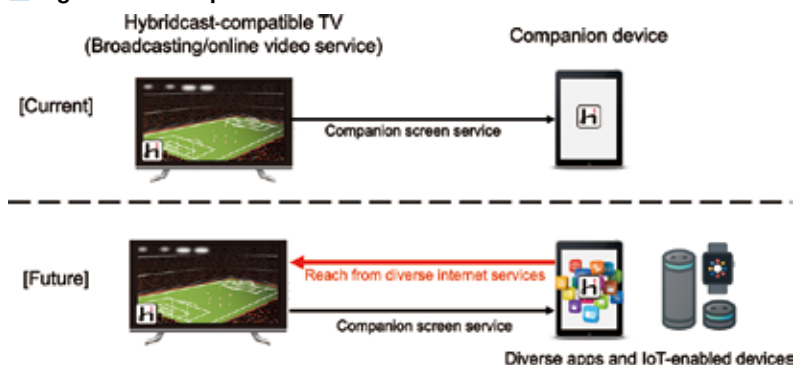 Hybridcast-compatible TV
(Broadcasting/online video service)
Companion device
[Current]
Companion screen service
[Future]
Reach from diverse internet services
Companion screen service
Diverse apps and IoT-enabled devices